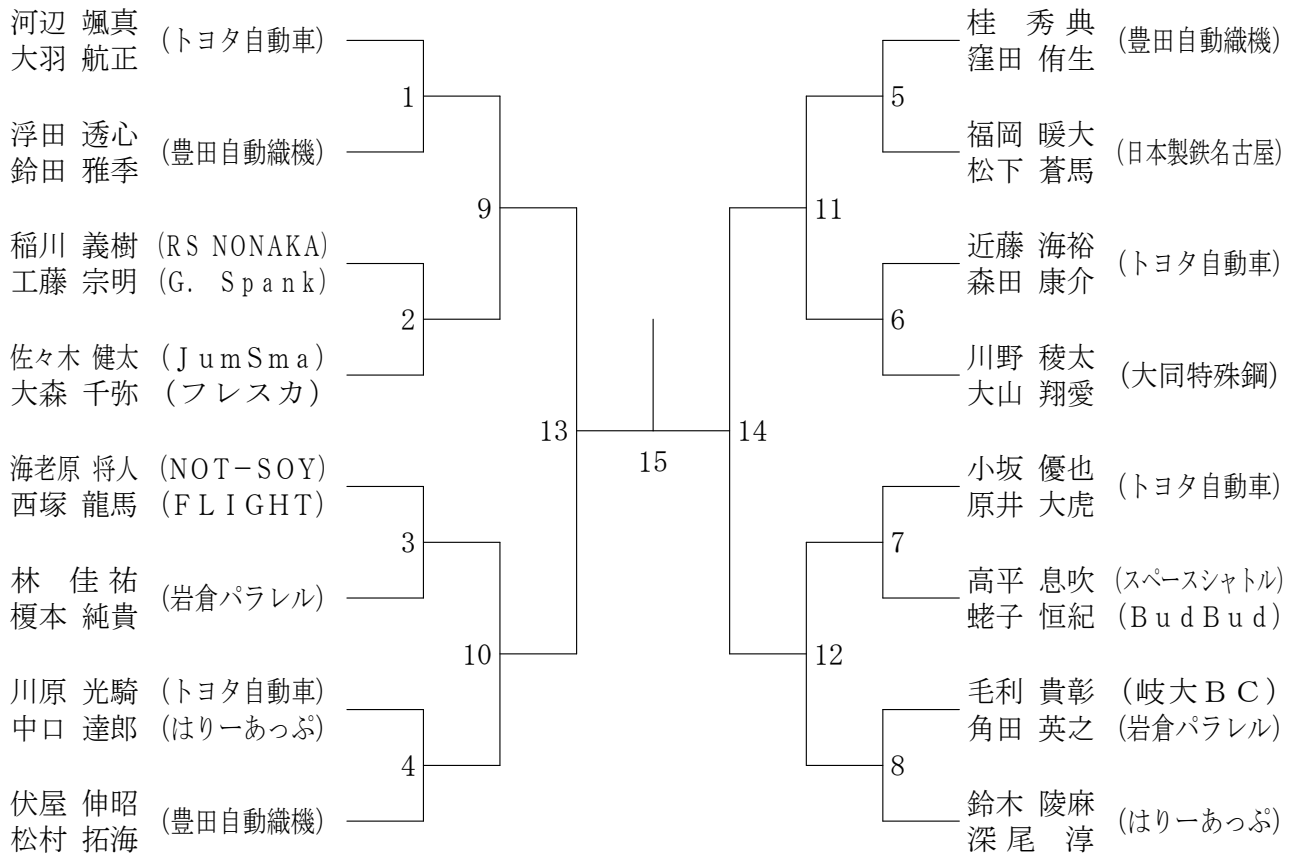 河辺 颯真
大羽 航正
(トヨタ自動車)
1
浮田 透心
鈴田 雅季
(豊田自動織機)
9
稲川 義樹 (RS NONAKA)
工藤 宗明 (G. Spank)
2
佐々木 健太 (JumSma)
大森 千弥 (フレスカ)
13
海老原 将人 (NOT−SOY)
西塚 龍馬 (FLIGHT)
3
林 佳祐
榎本 純貴
(岩倉パラレル)
10
川原 光騎 (トヨタ自動車)
中口 達郎 (はりーあっぷ)
4
伏屋 伸昭
松村 拓海
(豊田自動織機)
15
桂 秀典
窪田 侑生
(豊田自動織機)
5
福岡 暖大
松下 蒼馬
(日本製鉄名古屋)
11
近藤 海裕
森田 康介
(トヨタ自動車)
6
川野 稜太
大山 翔愛
(大同特殊鋼)
14
小坂 優也
原井 大虎
(トヨタ自動車)
7
高平 息吹 (スペースシャトル)
蛯子 恒紀 (BudBud)
12
毛利 貴彰 (岐大BC)
角田 英之 (岩倉パラレル)
8
鈴木 陵麻
深尾 淳
(はりーあっぷ)